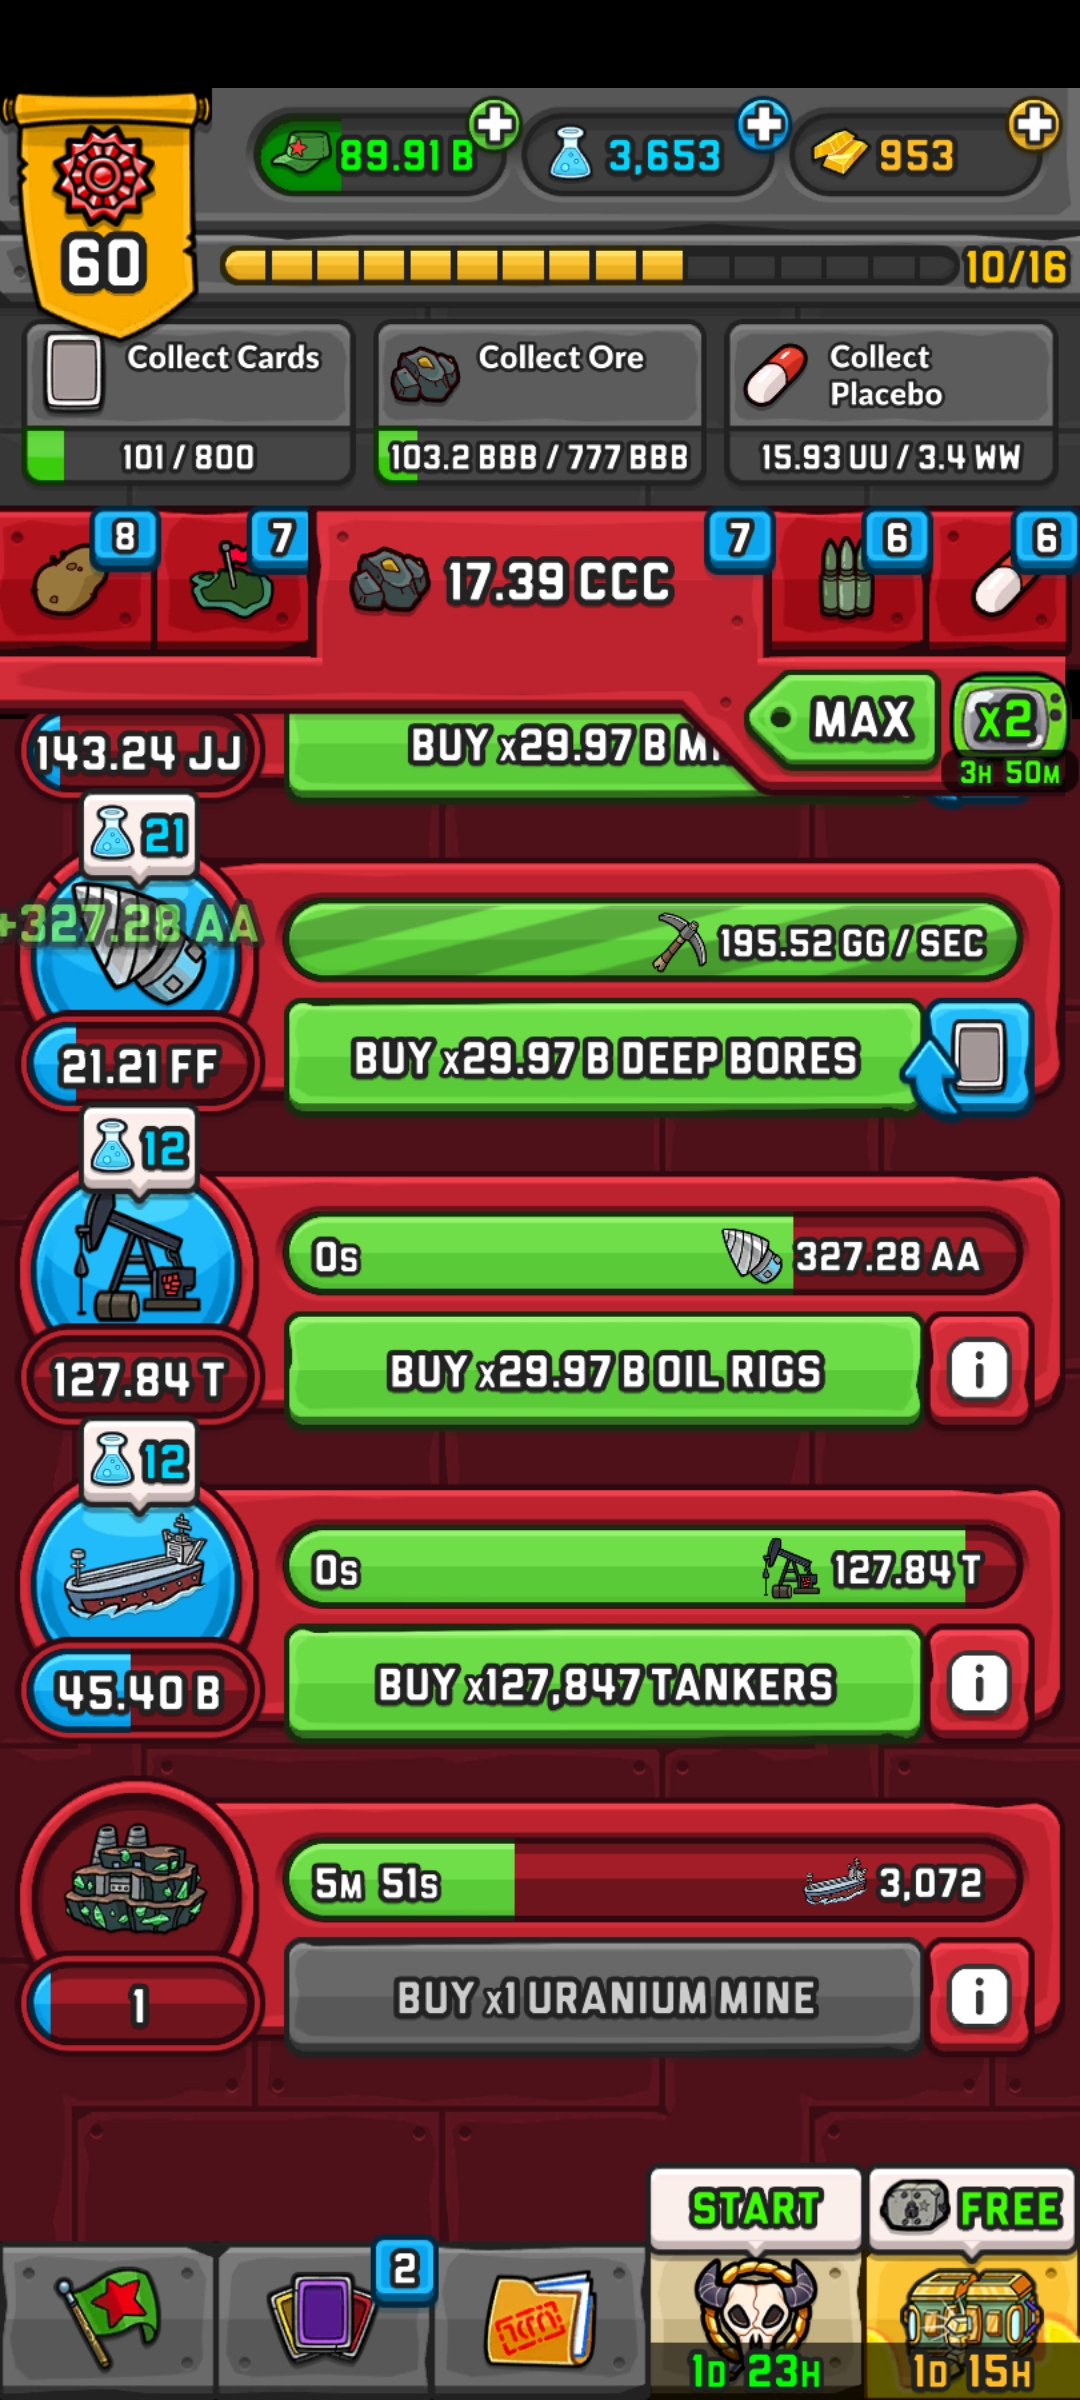 60
89.91 B
3,653
953
10/16
Collect Cards
101 / 800
Collect Ore
103.2 BBB / 777 BBB
Collect
Placebo
15.93 UU / 3.4 WW
8
7
17.39 CCC
7
6
6
MAX
x2
3H 50M
143.24 JJ
BUY x29.97 B
21
+327.28 AA
195.52 GG / SEC
21.21 FF
BUY x29.97 B DEEP BORES
12
0s
327.28 AA
127.84 T
BUY x29.97 B OIL RIGS
i
12
0s
127.84 T
45.40 B
BUY x127,847 TANKERS
i
5M 51s
3,072
1
BUY x1 URANIUM MINE
i
START
FREE
2
1D 23H
1D 15H